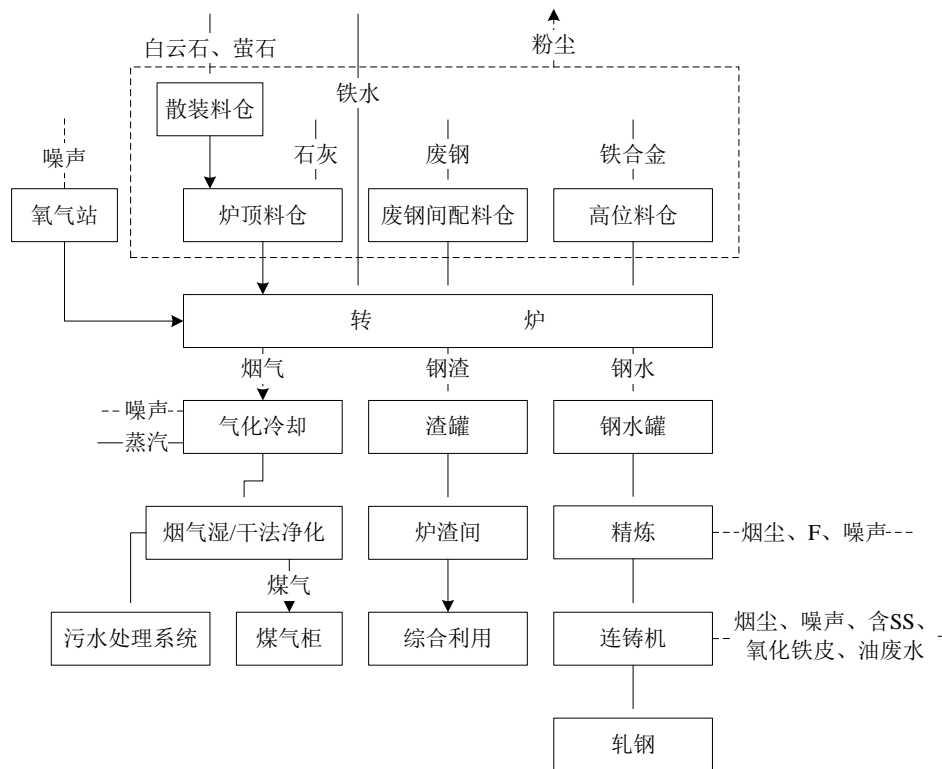 白云石、萤石
粉尘
铁水
散装料仓
噪声
石灰
废钢
铁合金
氧气站
炉顶料仓
废钢间配料仓
高位料仓
转 炉
烟气
钢渣
钢水
噪声
蒸汽
气化冷却
渣罐
钢水罐
烟气湿/干法净化
炉渣间
精炼
烟尘、F、噪声
煤气
污水处理系统
煤气柜
综合利用
连铸机
烟尘、噪声、含SS、
氧化铁皮、油废水
轧钢